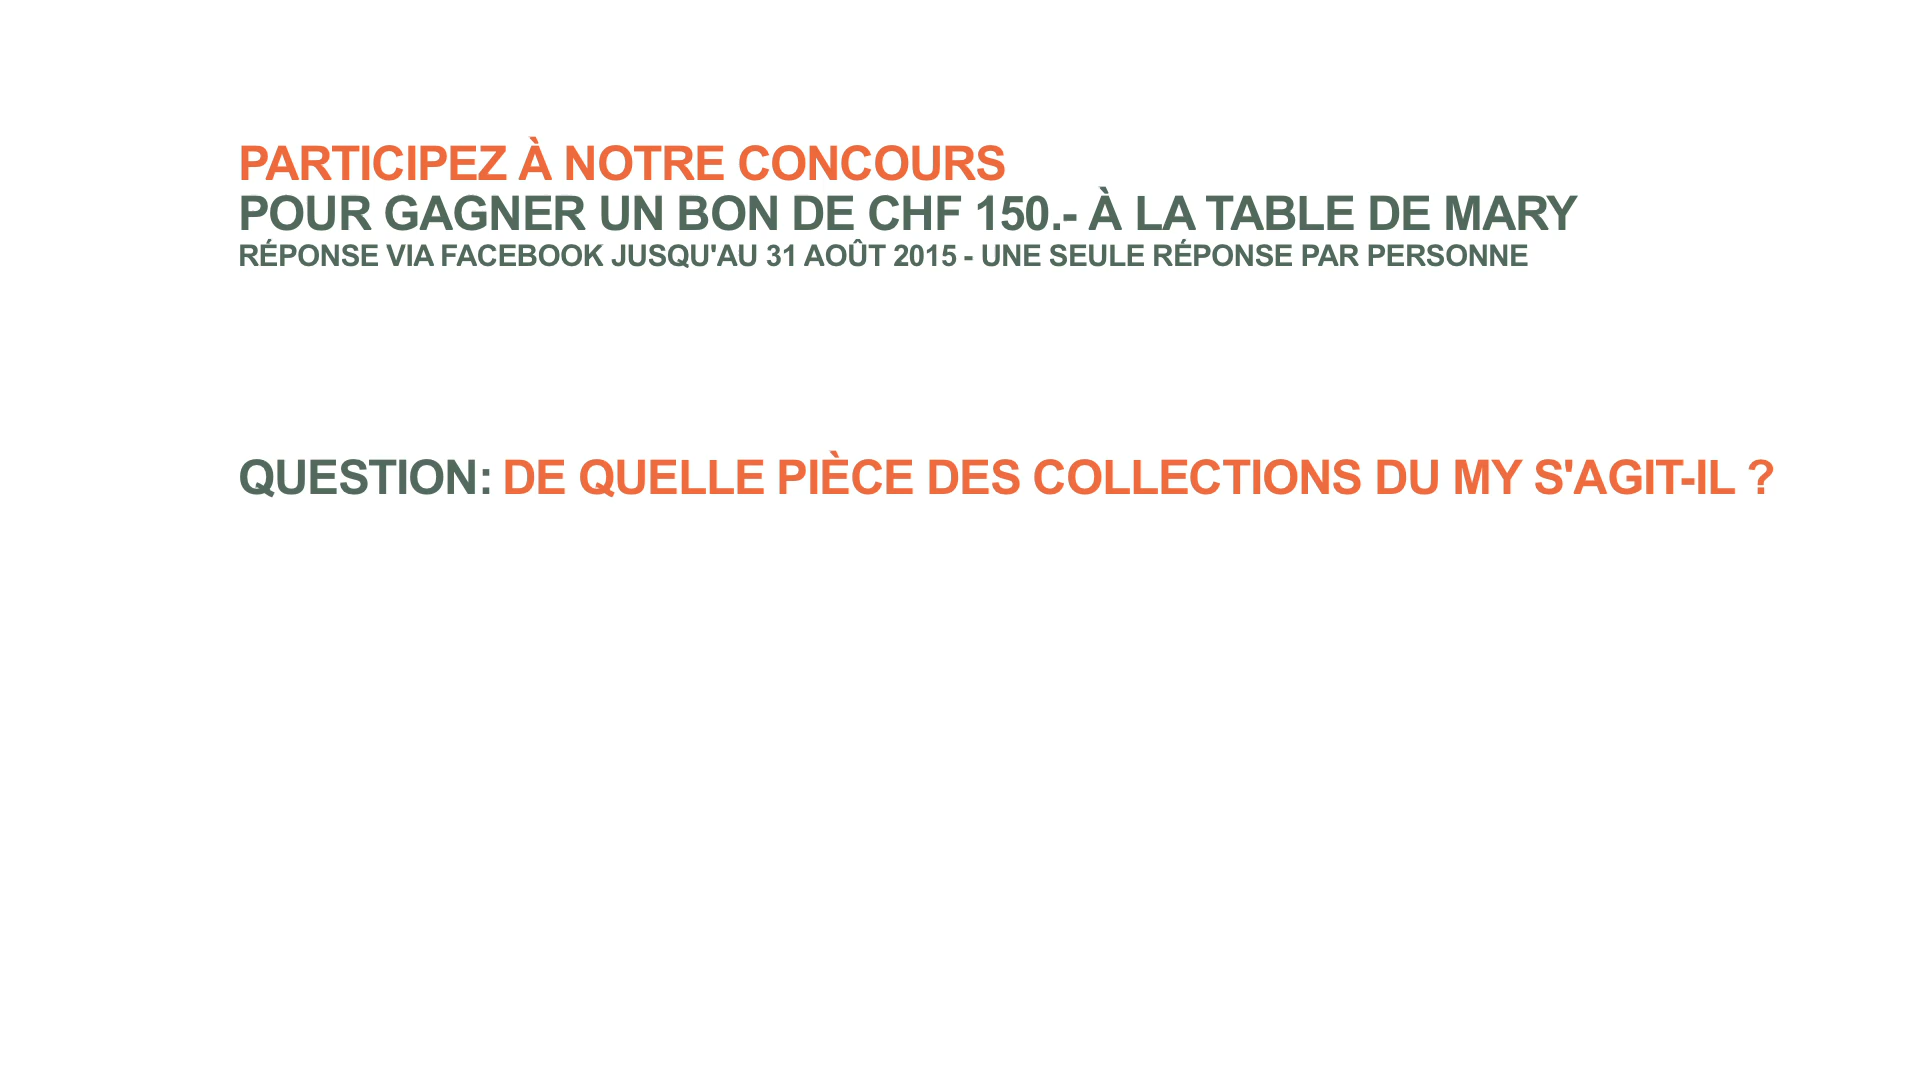 PARTICIPEZ À NOTRE CONCOURS
POUR GAGNER UN BON DE CHF 150.- À LA TABLE DE MARY
RÉPONSE VIA FACEBOOK JUSQU'AU 31 AOÛT 2015 - UNE SEULE RÉPONSE PAR PERSONNE
QUESTION: DE QUELLE PIÈCE DES COLLECTIONS DU MY S'AGIT-IL ?